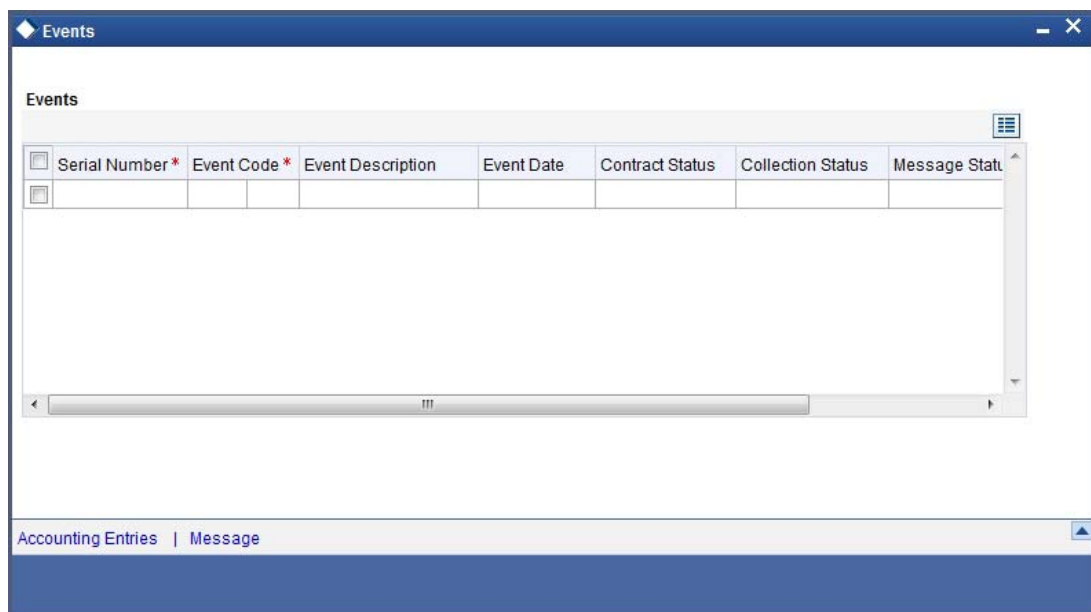 Events
Events
Serial Number * Event Code * Event Description Event Date Contract Status Collection Status Message Statu
Accounting Entries | Message